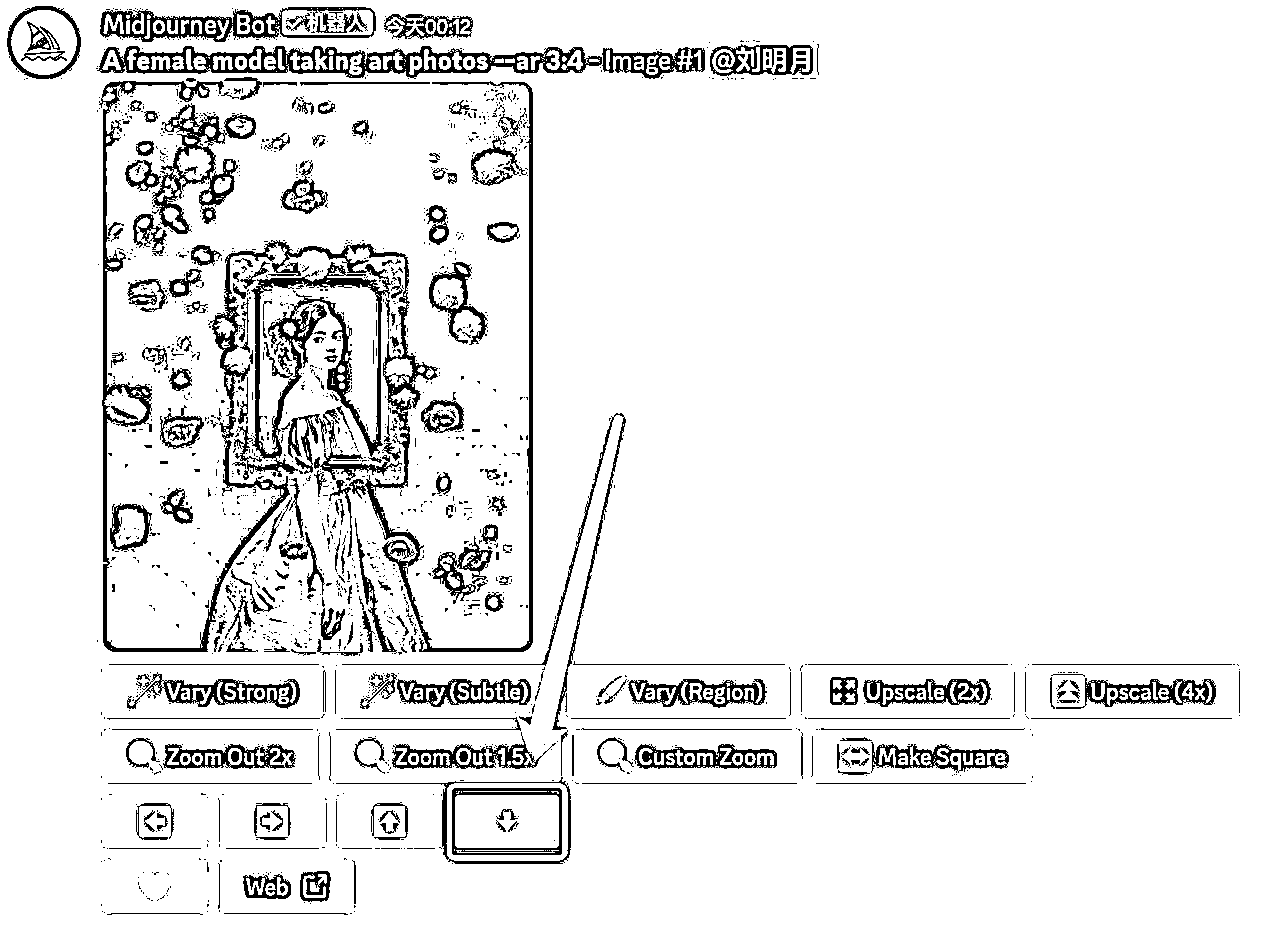 Midjourney Bot ✓机器人 今天00:12
A female model taking art photos --ar 3:4 - Image #1 @刘明月
Vary (Strong) Vary (Subtle) Vary (Region) Upscale (2x) Upscale (4x)
Zoom Out 2x Zoom Out 1.5x Custom Zoom Make Square
Web